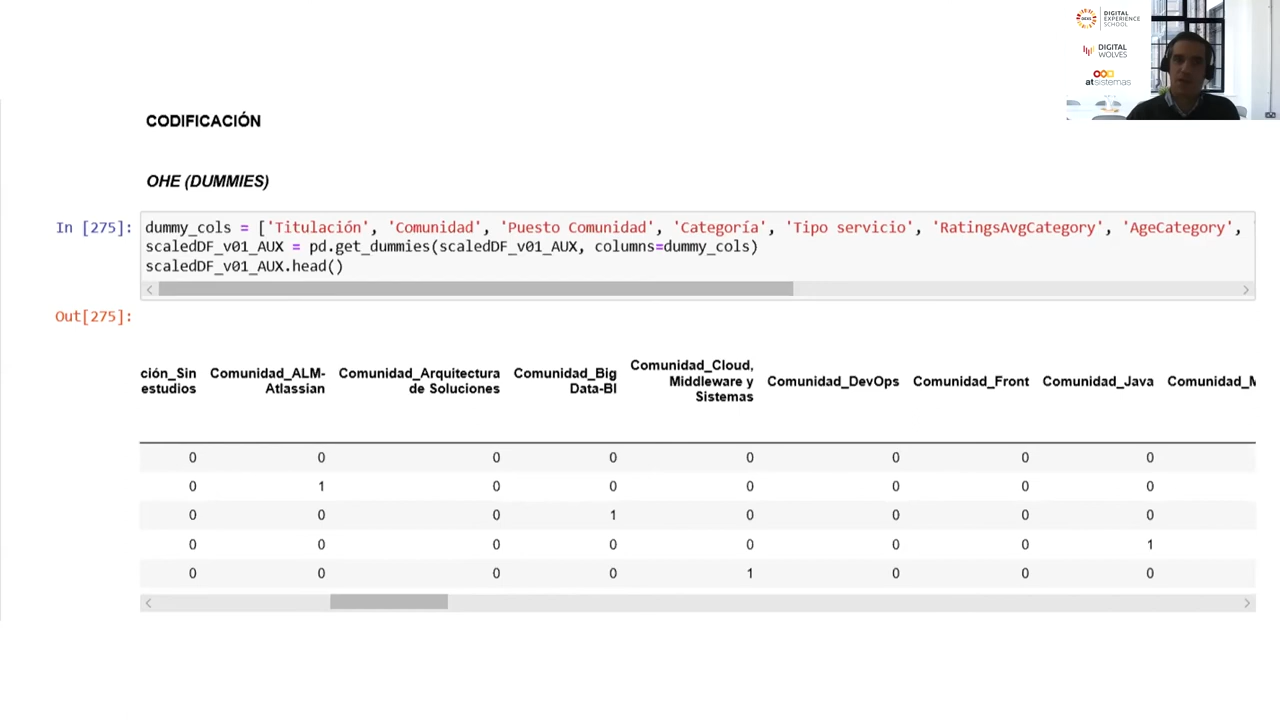 DIGITAL
EXPERIENCE
SCHOOL
DIGITAL
WOLVES
atsistemas
CODIFICACIÓN
OHE (DUMMIES)
In [275]: dummy_cols = ['Titulación', 'Comunidad', 'Puesto Comunidad', 'Categoría', 'Tipo servicio', 'RatingsAvgCategory', 'AgeCategory',
scaledDF_v01_AUX = pd.get_dummies(scaledDF_v01_AUX, columns=dummy_cols)
scaledDF_v01_AUX.head()
Out[275]:
ción_Sin estudios Comunidad_ALM-Atlassian Comunidad_Arquitectura de Soluciones Comunidad_Big Data-BI Comunidad_Cloud, Middleware y Sistemas Comunidad_DevOps Comunidad_Front Comunidad_Java Comunidad_M
0 0 0 0 0 0 0 0
0 1 0 0 0 0 0 0
0 0 0 1 0 0 0 0
0 0 0 0 0 0 0 1
0 0 0 0 1 0 0 0